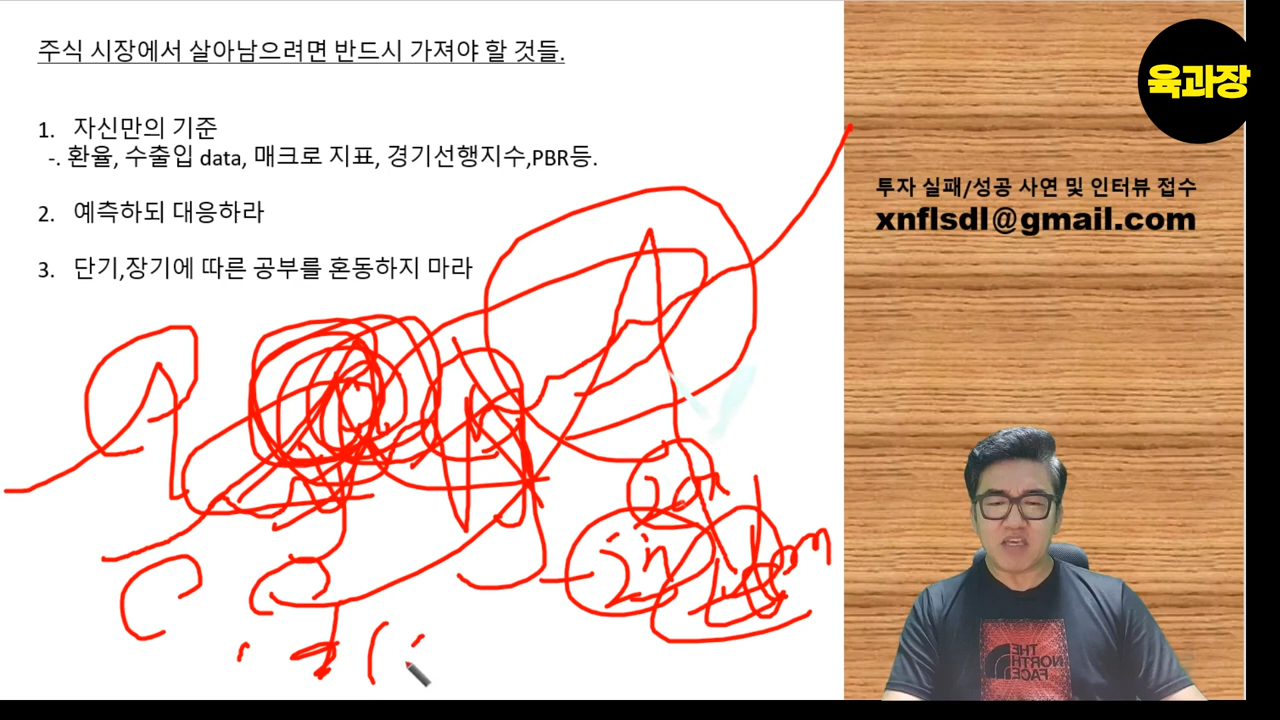 주식 시장에서 살아남으려면 반드시 가져야 할 것들.
1. 자신만의 기준
-. 환율, 수출입 data, 매크로 지표, 경기선행지수,PBR등.
2. 예측하되 대응하라
3. 단기,장기에 따른 공부를 혼동하지 마라
육과장
투자 실패/성공 사연 및 인터뷰 접수
xnflsdl@gmail.com
THE
NORTH
FACE